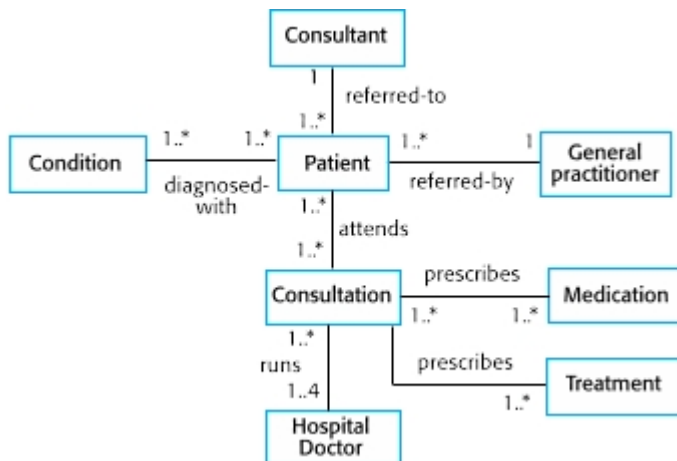 Consultant
1
referred-to
1..*
1..*
1..*
1..*
1
Condition
Patient
General
practitioner
diagnosed-
with
referred-by
1..*
attends
1..*
prescribes
Consultation
Medication
1..*
1..*
1..*
runs
prescribes
Treatment
1..4
1..*
Hospital
Doctor